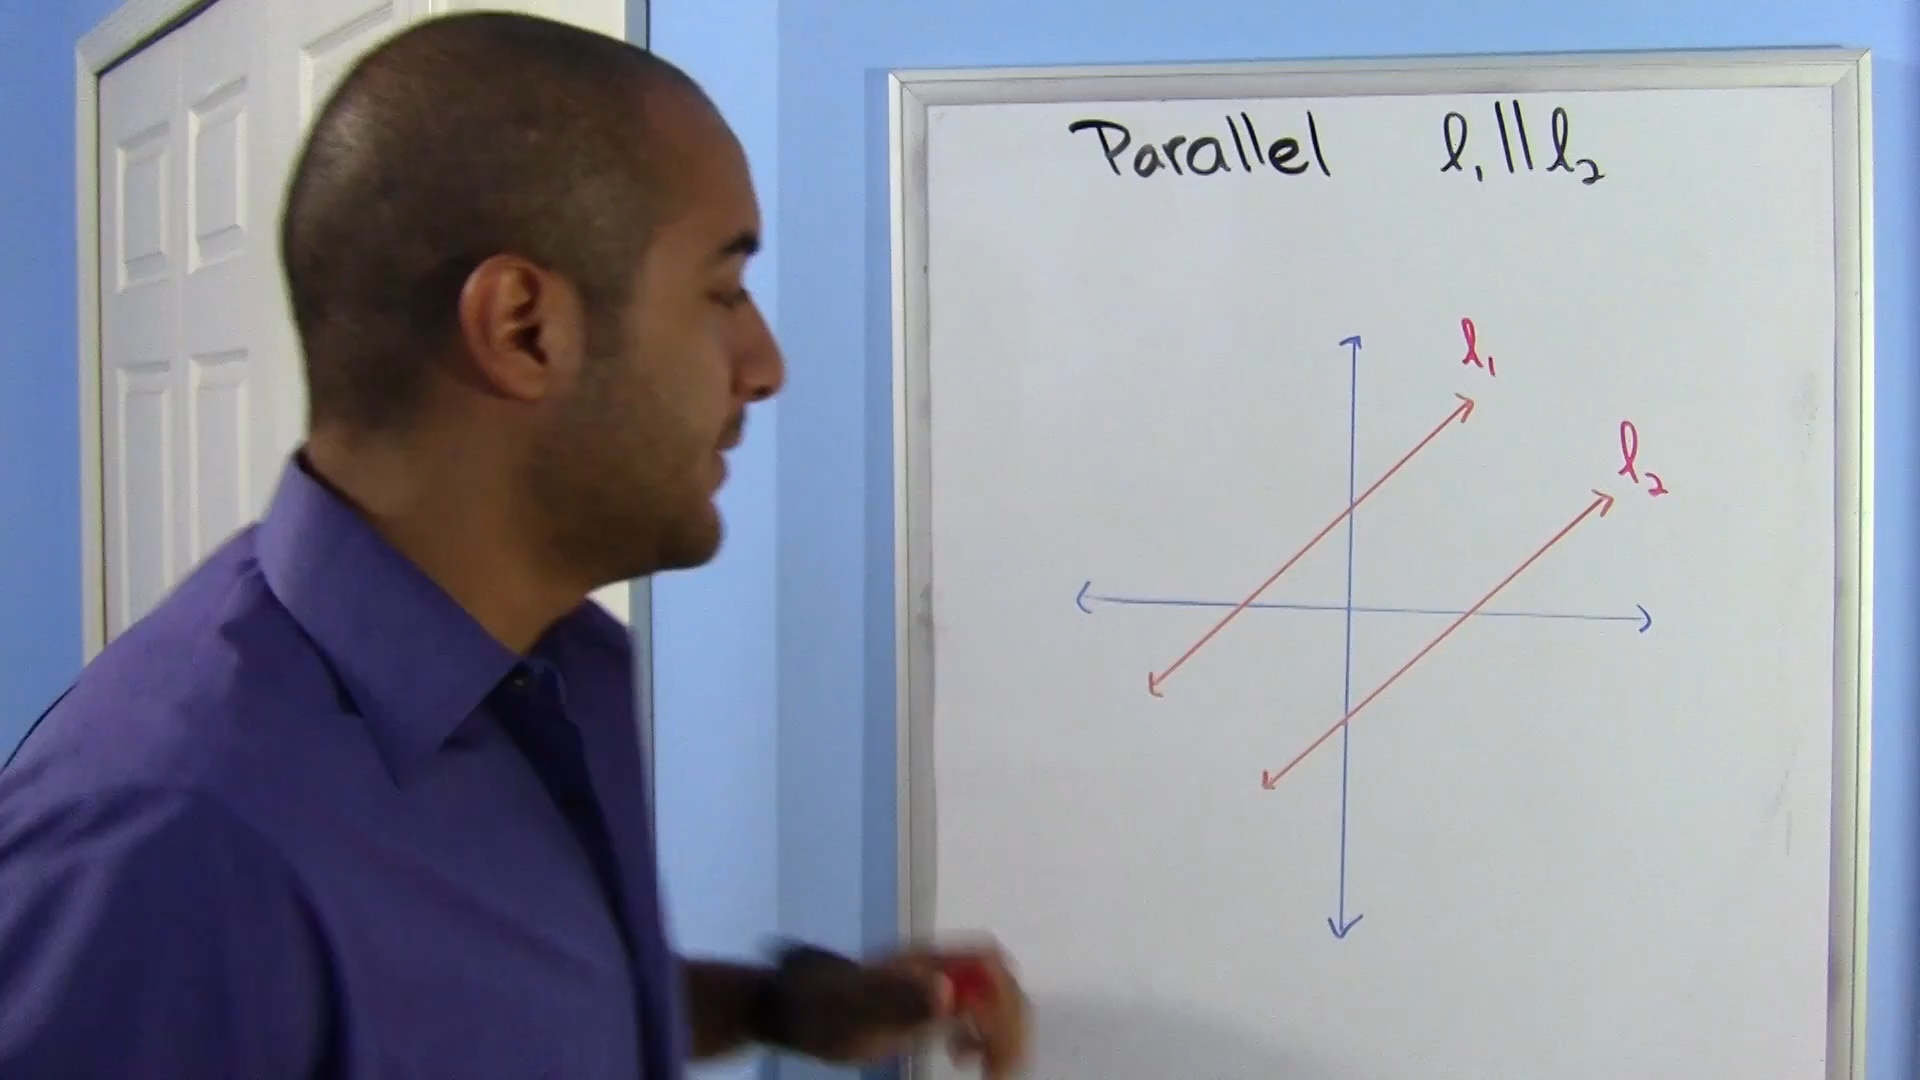 Parallel l₁ || l₂
l₁
l₂